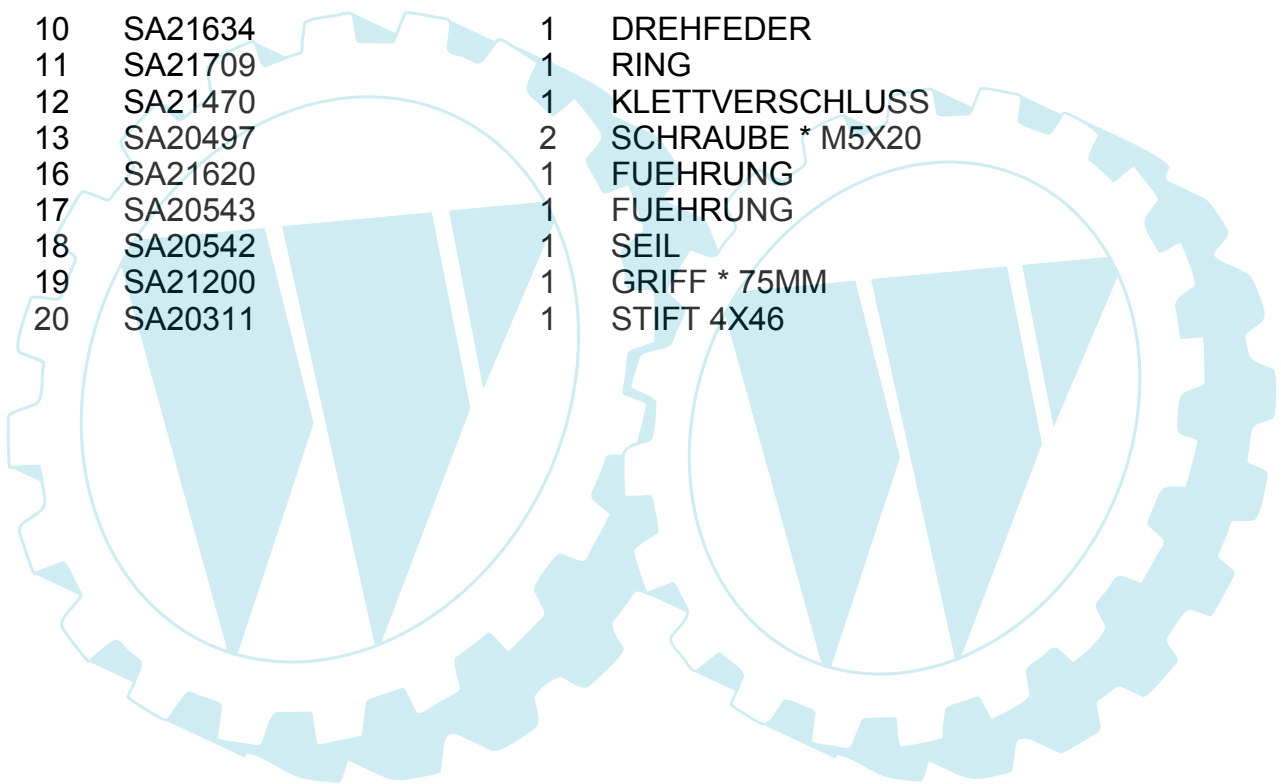 10 SA21634 1 DREHFEDER
11 SA21709 1 RING
12 SA21470 1 KLETTVERSCHLUSS
13 SA20497 2 SCHRAUBE * M5X20
16 SA21620 1 FUEHRUNG
17 SA20543 1 FUEHRUNG
18 SA20542 1 SEIL
19 SA21200 1 GRIFF * 75MM
20 SA20311 1 STIFT 4X46